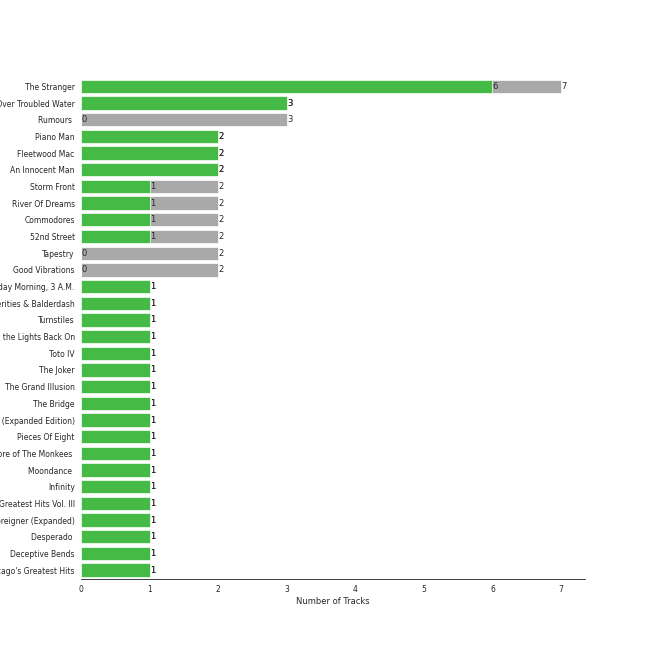 The Stranger 6 7
Over Troubled Water 3
Rumours 0 3
Piano Man 2
Fleetwood Mac 2
An Innocent Man 2
Storm Front 1 2
River Of Dreams 1 2
Commodores 1 2
52nd Street 1 2
Tapestry 0 2
Good Vibrations 0 2
day Morning, 3 A.M. 1
erities & Balderdash 1
Turnstiles 1
the Lights Back On 1
Toto IV 1
The Joker 1
The Grand Illusion 1
The Bridge 1
(Expanded Edition) 1
Pieces Of Eight 1
ore of The Monkees 1
Moondance 1
Infinity 1
Greatest Hits Vol. III 1
reigner (Expanded) 1
Desperado 1
Deceptive Bends 1
ago's Greatest Hits 1
0 1 2 3 4 5 6 7
Number of Tracks